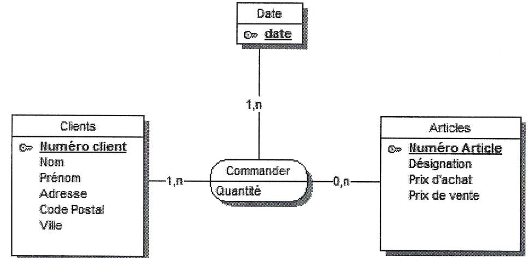 Date
date
1,n
Clients
Numéro client
Nom
Prénom
Adresse
Code Postal
Ville
1,n
Commander
Quantité
0,n
Articles
Numéro Article
Désignation
Prix d'achat
Prix de vente